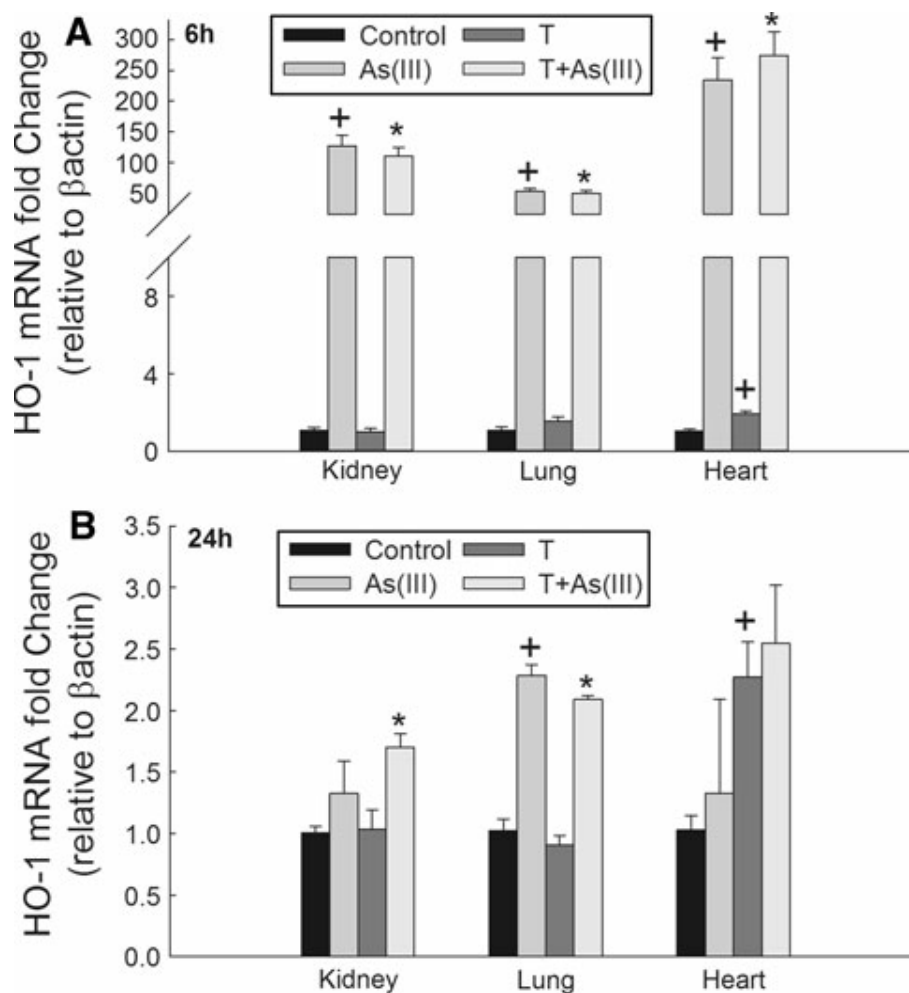 A 6h
Control T
As(III) T+As(III)
HO-1 mRNA fold Change
(relative to βactin)
300
250
200
150
100
50
8
4
0
+ * + * + * +
Kidney Lung Heart
B 24h
Control T
As(III) T+As(III)
HO-1 mRNA fold Change
(relative to βactin)
3.5
3.0
2.5
2.0
1.5
1.0
0.5
0.0
* + * +
Kidney Lung Heart